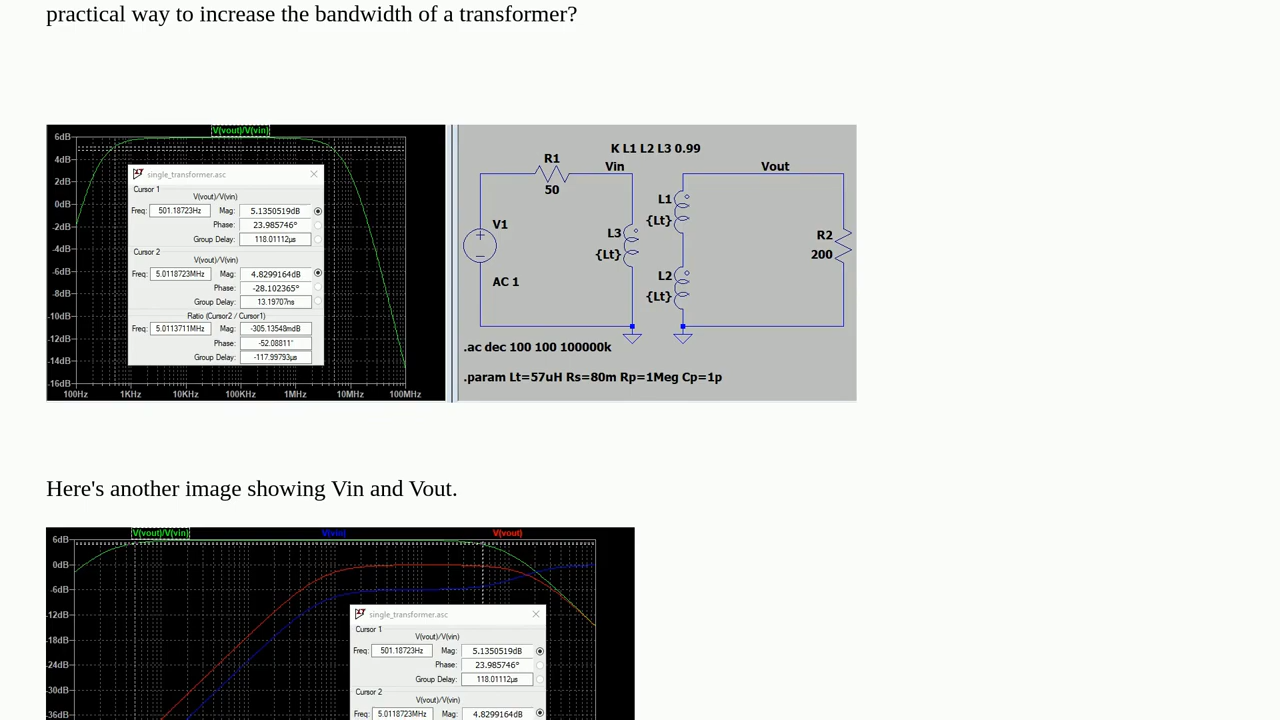 practical way to increase the bandwidth of a transformer?
V(vout)/V(vin)
6dB
4dB
2dB
0dB
-2dB
-4dB
-6dB
-8dB
-10dB
-12dB
-14dB
-16dB
100Hz 1KHz 10KHz 100KHz 1MHz 10MHz 100MHz
single_transformer.asc
Cursor 1
V(vout)/V(vin)
Freq: 501.18723Hz Mag: 5.1350519dB
Phase: 23.985746°
Group Delay: 118.01112µs
Cursor 2
V(vout)/V(vin)
Freq: 5.0118723MHz Mag: 4.8299164dB
Phase: -28.102365°
Group Delay: 13.19707ns
Ratio (Cursor2 / Cursor1)
Freq: 5.0113711MHz Mag: -305.13548mdB
Phase: -52.08811°
Group Delay: -117.99793µs
K L1 L2 L3 0.99
R1
50
Vin
Vout
V1
AC 1
L3
{Lt}
L1
{Lt}
L2
{Lt}
R2
200
.ac dec 100 100 100000k
.param Lt=57uH Rs=80m Rp=1Meg Cp=1p
Here's another image showing Vin and Vout.
V(vout)/V(vin) V(vin) V(vout)
6dB
0dB
-6dB
-12dB
-18dB
-24dB
-30dB
-36dB
single_transformer.asc
Cursor 1
V(vout)/V(vin)
Freq: 501.18723Hz Mag: 5.1350519dB
Phase: 23.985746°
Group Delay: 118.01112µs
Cursor 2
V(vout)/V(vin)
Freq: 5.0118723MHz Mag: 4.8299164dB